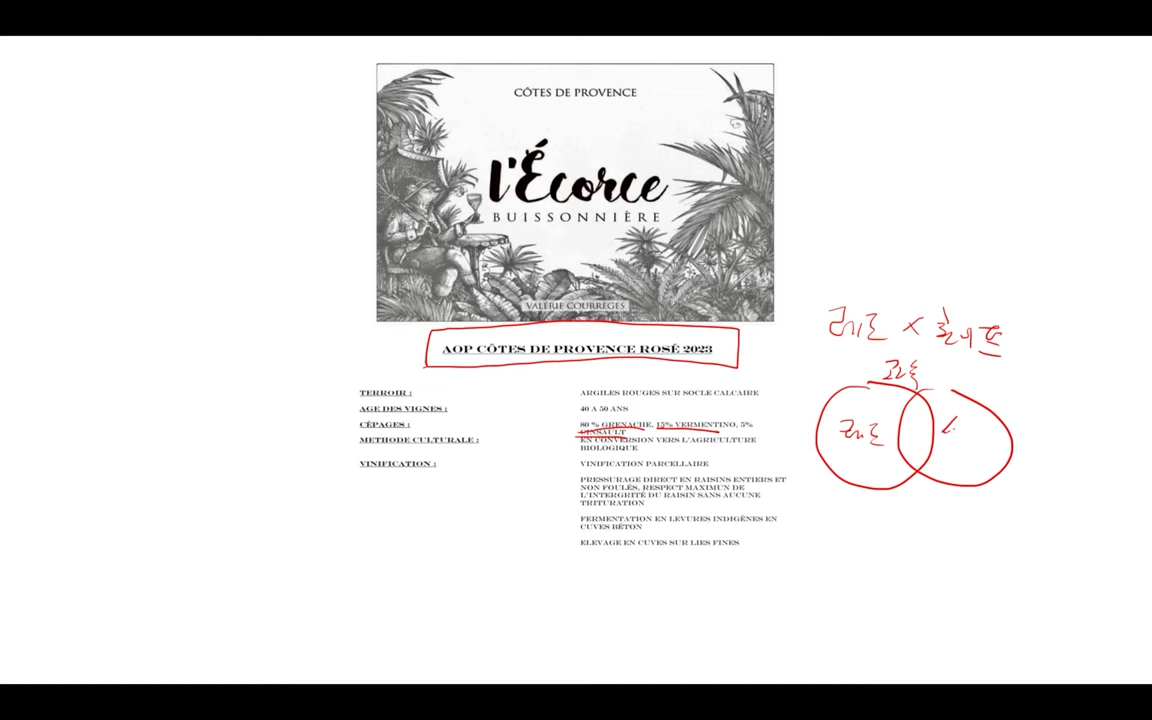 CÔTES DE PROVENCE
l'Écorce
BUISSONNIÈRE
VALÉRIE COURRÈGES
AOP CÔTES DE PROVENCE ROSÉ 2023
TERROIR : ARGILES ROUGES SUR SOCLE CALCAIRE
AGE DES VIGNES : 40 A 50 ANS
CÉPAGES : 80 % GRENACHE, 15% VERMENTINO, 5%
CINSAULT
METHODE CULTURALE : EN CONVERSION VERS L'AGRICULTURE
BIOLOGIQUE
VINIFICATION : VINIFICATION PARCELLAIRE
PRESSURAGE DIRECT EN RAISINS ENTIERS ET
NON FOULÉS, RESPECT MAXIMUN DE
L'INTERGRITÉ DU RAISIN SANS AUCUNE
TRITURATION
FERMENTATION EN LEVURES INDIGÈNES EN
CUVES BÉTON
ELEVAGE EN CUVES SUR LIES FINES